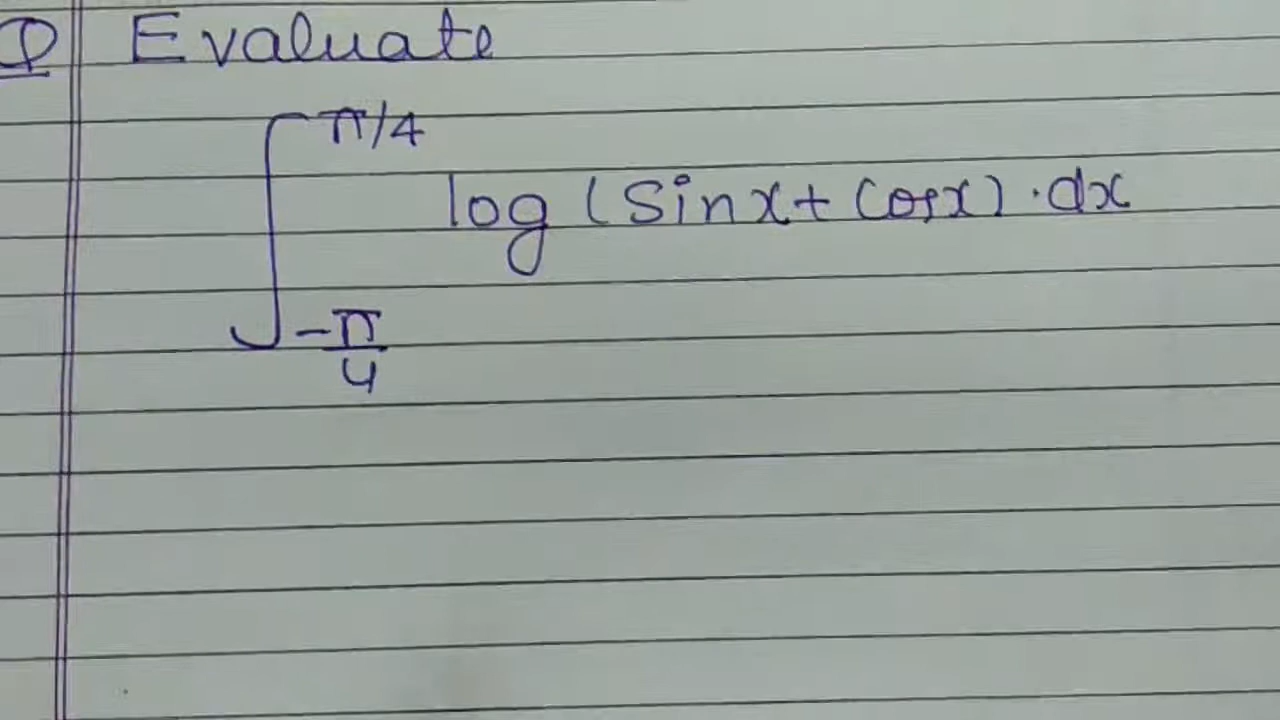 Q Evaluate
∫ π/4
log (Sinx + Cosx) · dx
-π/4